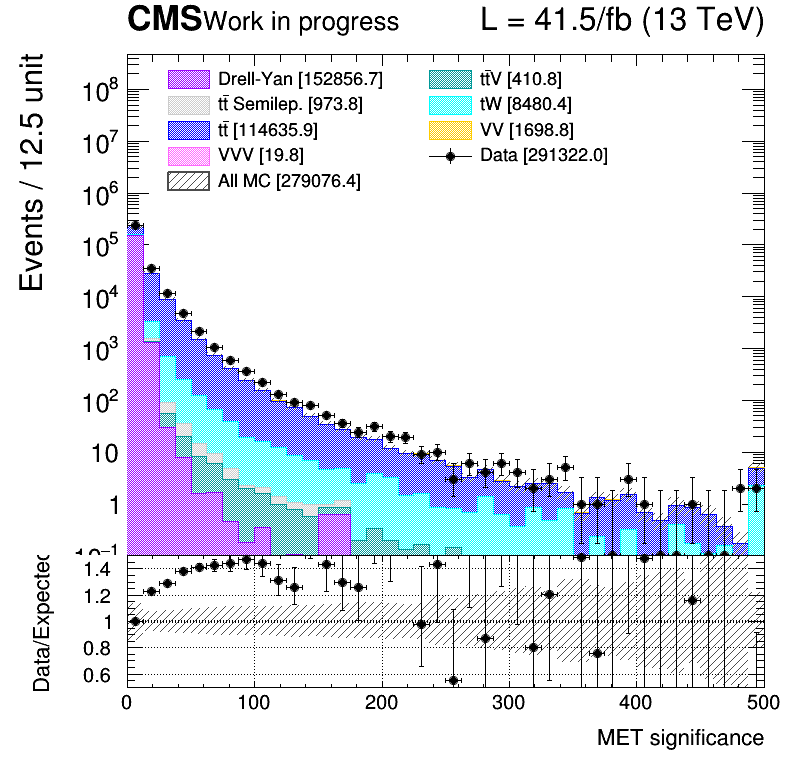 CMS Work in progress L = 41.5/fb (13 TeV)
Events / 12.5 unit
Drell-Yan [152856.7]
tt̄ Semilep. [973.8]
tt̄ [114635.9]
VVV [19.8]
All MC [279076.4]
tt̄V [410.8]
tW [8480.4]
VV [1698.8]
Data [291322.0]
10⁸
10⁷
10⁶
10⁵
10⁴
10³
10²
10
1
10⁻¹
Data/Expected
1.4
1.2
1
0.8
0.6
0 100 200 300 400 500
MET significance